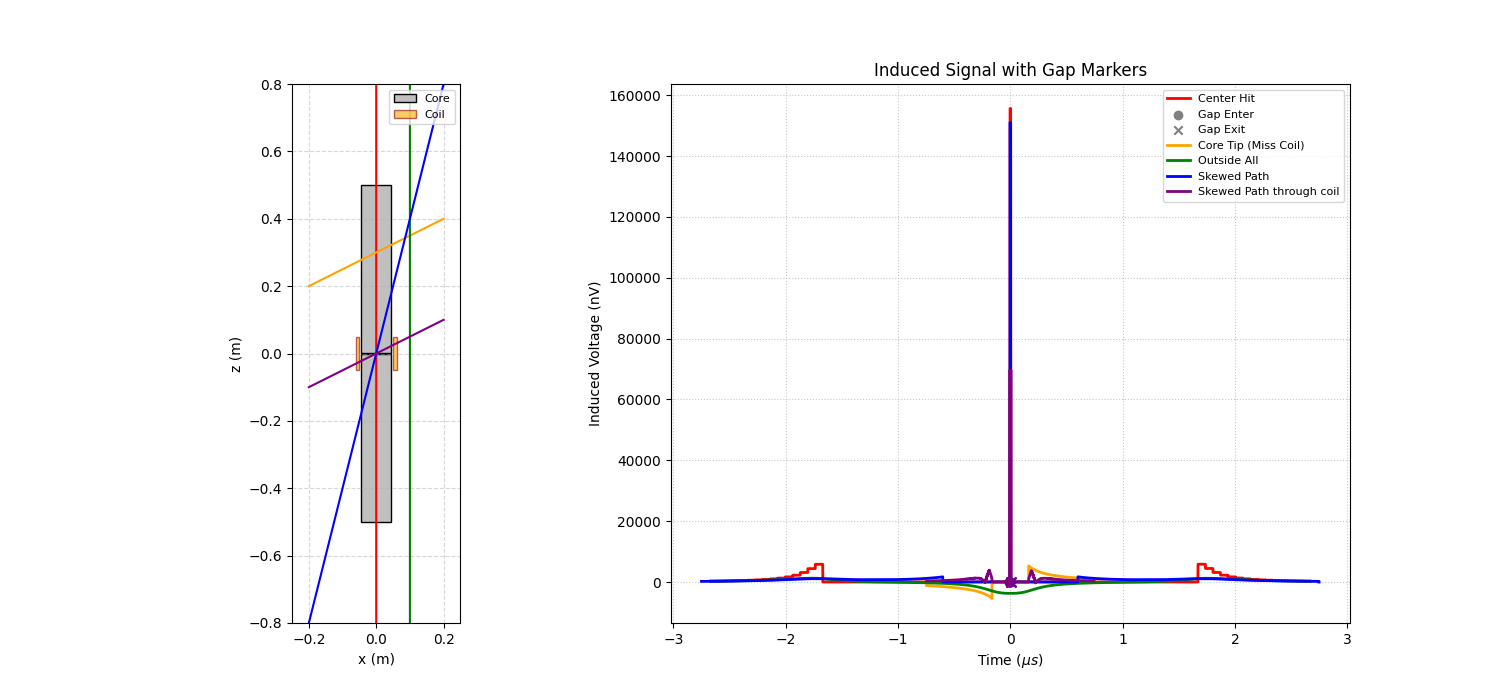 0.8
0.6
0.4
0.2
0.0
−0.2
−0.4
−0.6
−0.8
z (m)
−0.2
0.0
0.2
x (m)
Core
Coil
Induced Signal with Gap Markers
160000
140000
120000
100000
80000
60000
40000
20000
0
Induced Voltage (nV)
−3
−2
−1
0
1
2
3
Time (μs)
Center Hit
Gap Enter
Gap Exit
Core Tip (Miss Coil)
Outside All
Skewed Path
Skewed Path through coil